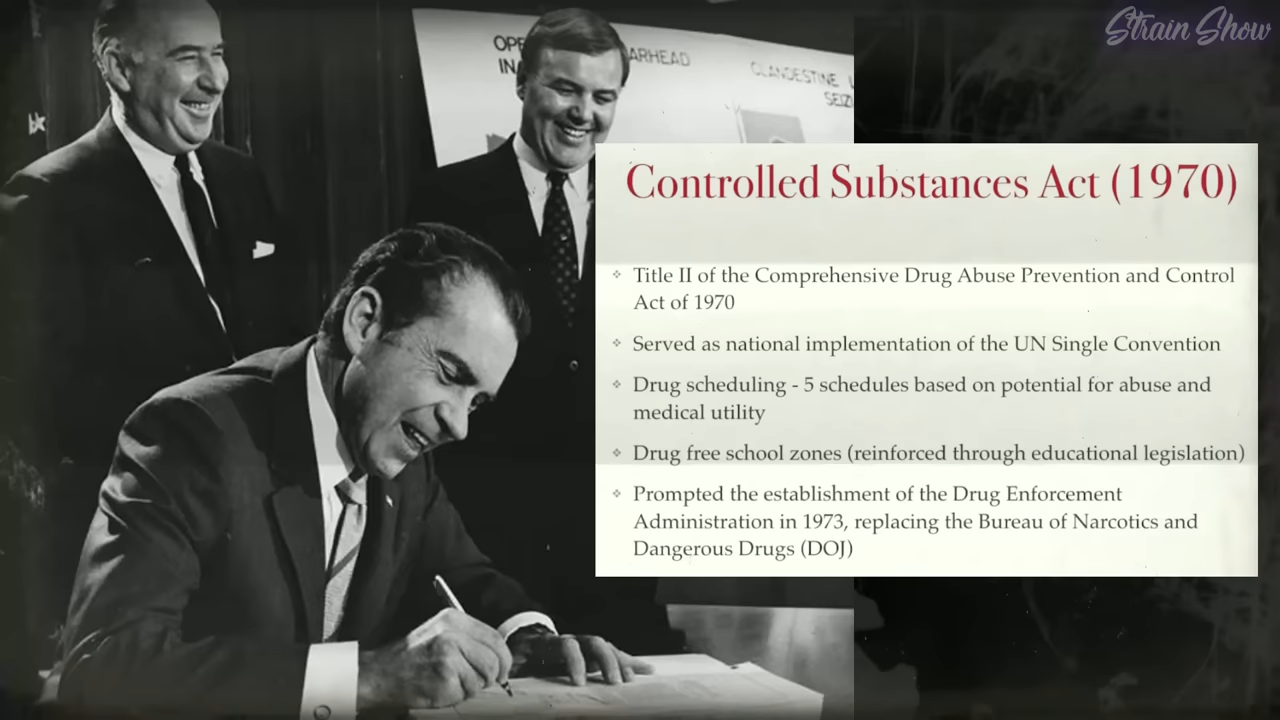 Strain Show
OPE
IN
ARHEAD
CLANDESTINE L
SEIZ
Controlled Substances Act (1970)
Title II of the Comprehensive Drug Abuse Prevention and Control
Act of 1970
Served as national implementation of the UN Single Convention
Drug scheduling - 5 schedules based on potential for abuse and
medical utility
Drug free school zones (reinforced through educational legislation)
Prompted the establishment of the Drug Enforcement
Administration in 1973, replacing the Bureau of Narcotics and
Dangerous Drugs (DOJ)